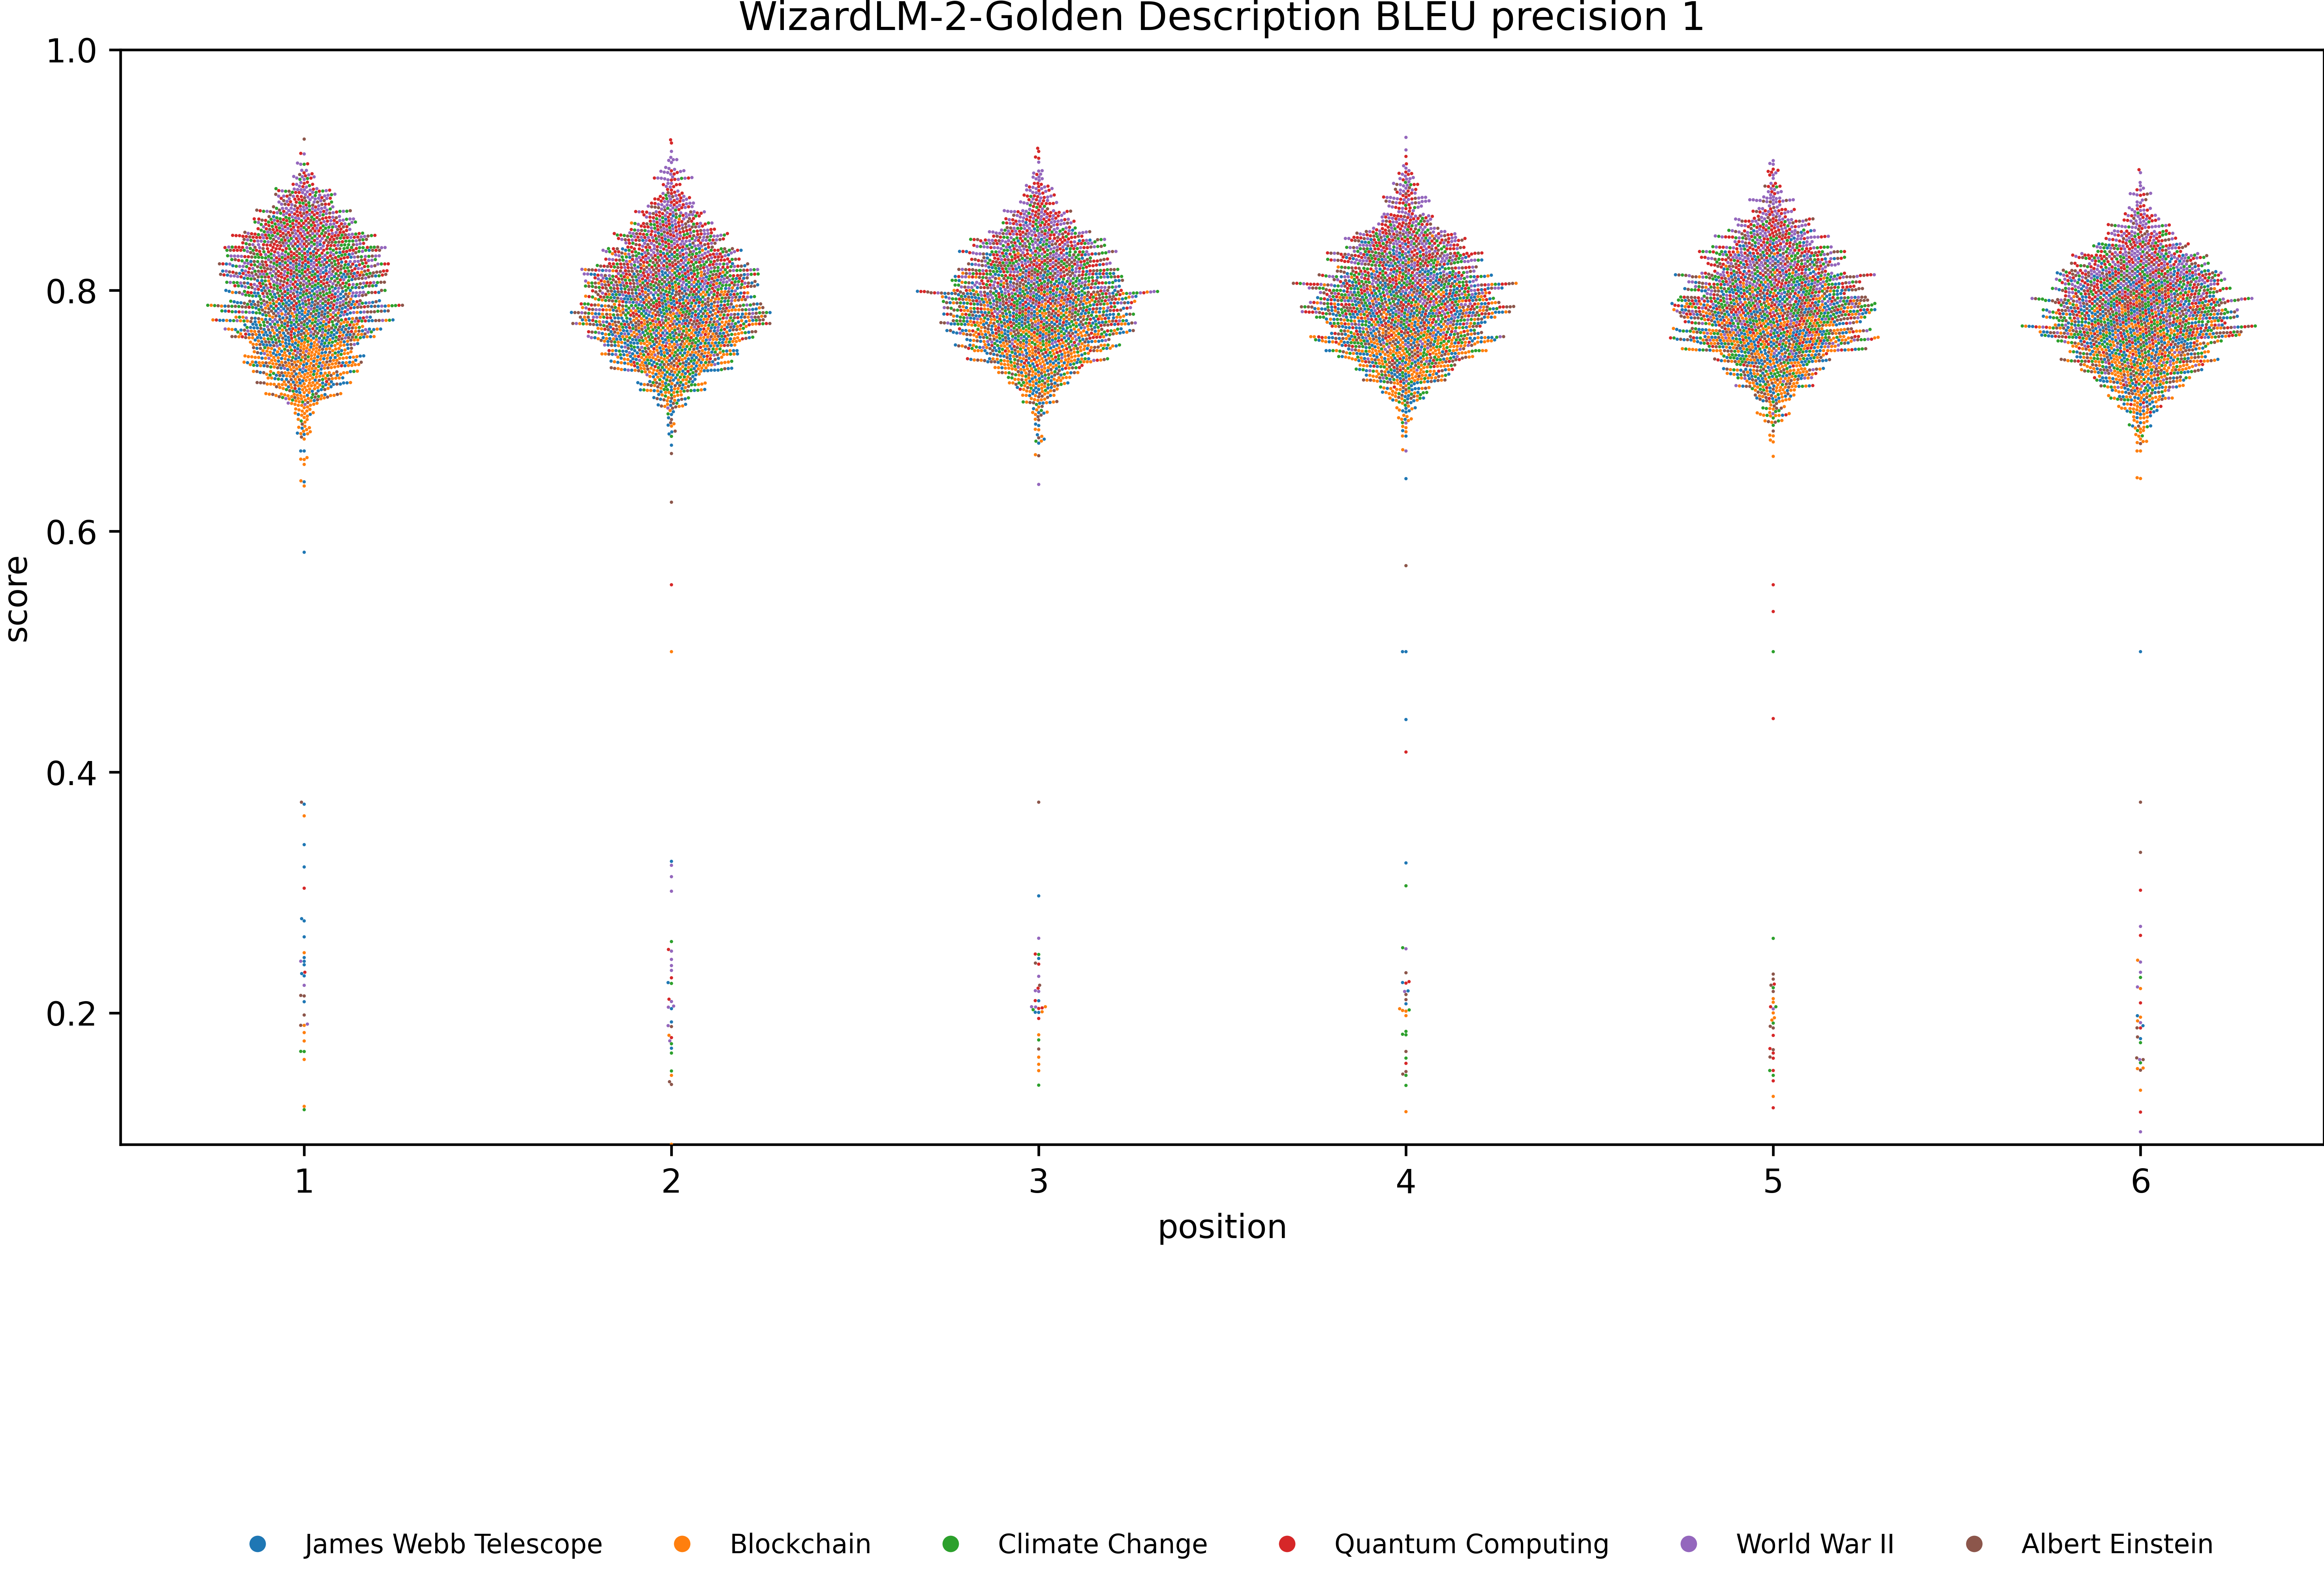 WizardLM-2-Golden Description BLEU precision 1
1.0
0.8
0.6
0.4
0.2
score
1 2 3 4 5 6
position
James Webb Telescope Blockchain Climate Change Quantum Computing World War II Albert Einstein